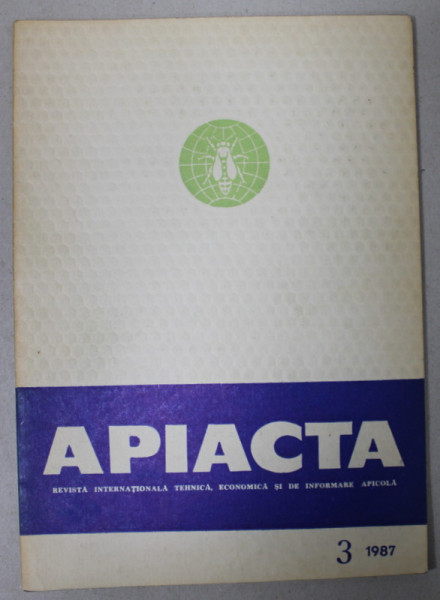 APIACTA
REVISTĂ INTERNAȚIONALĂ TEHNICĂ, ECONOMICĂ ȘI DE INFORMARE APICOLĂ
3 1987